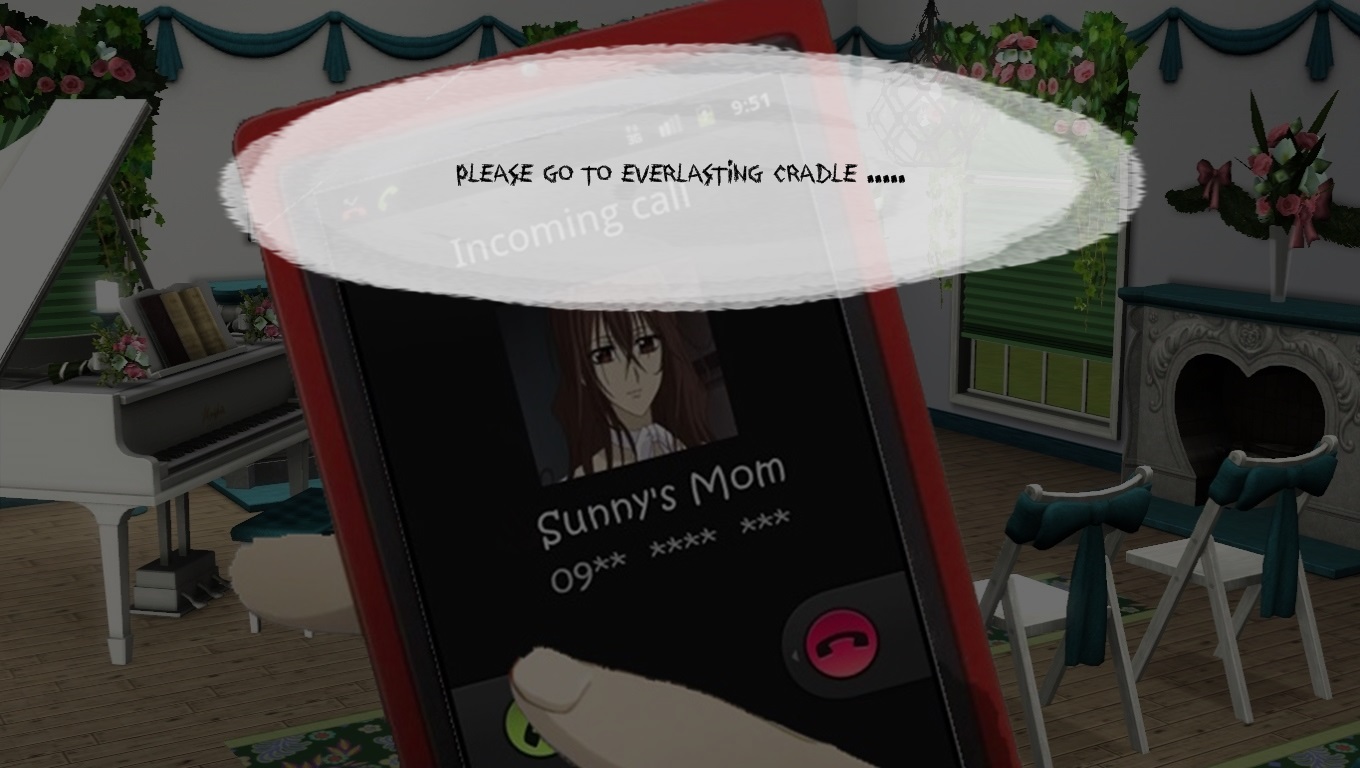 9:51
PLEASE GO TO EVERLASTING CRADLE .....
Incoming call
Sunny's Mom
09** **** ***